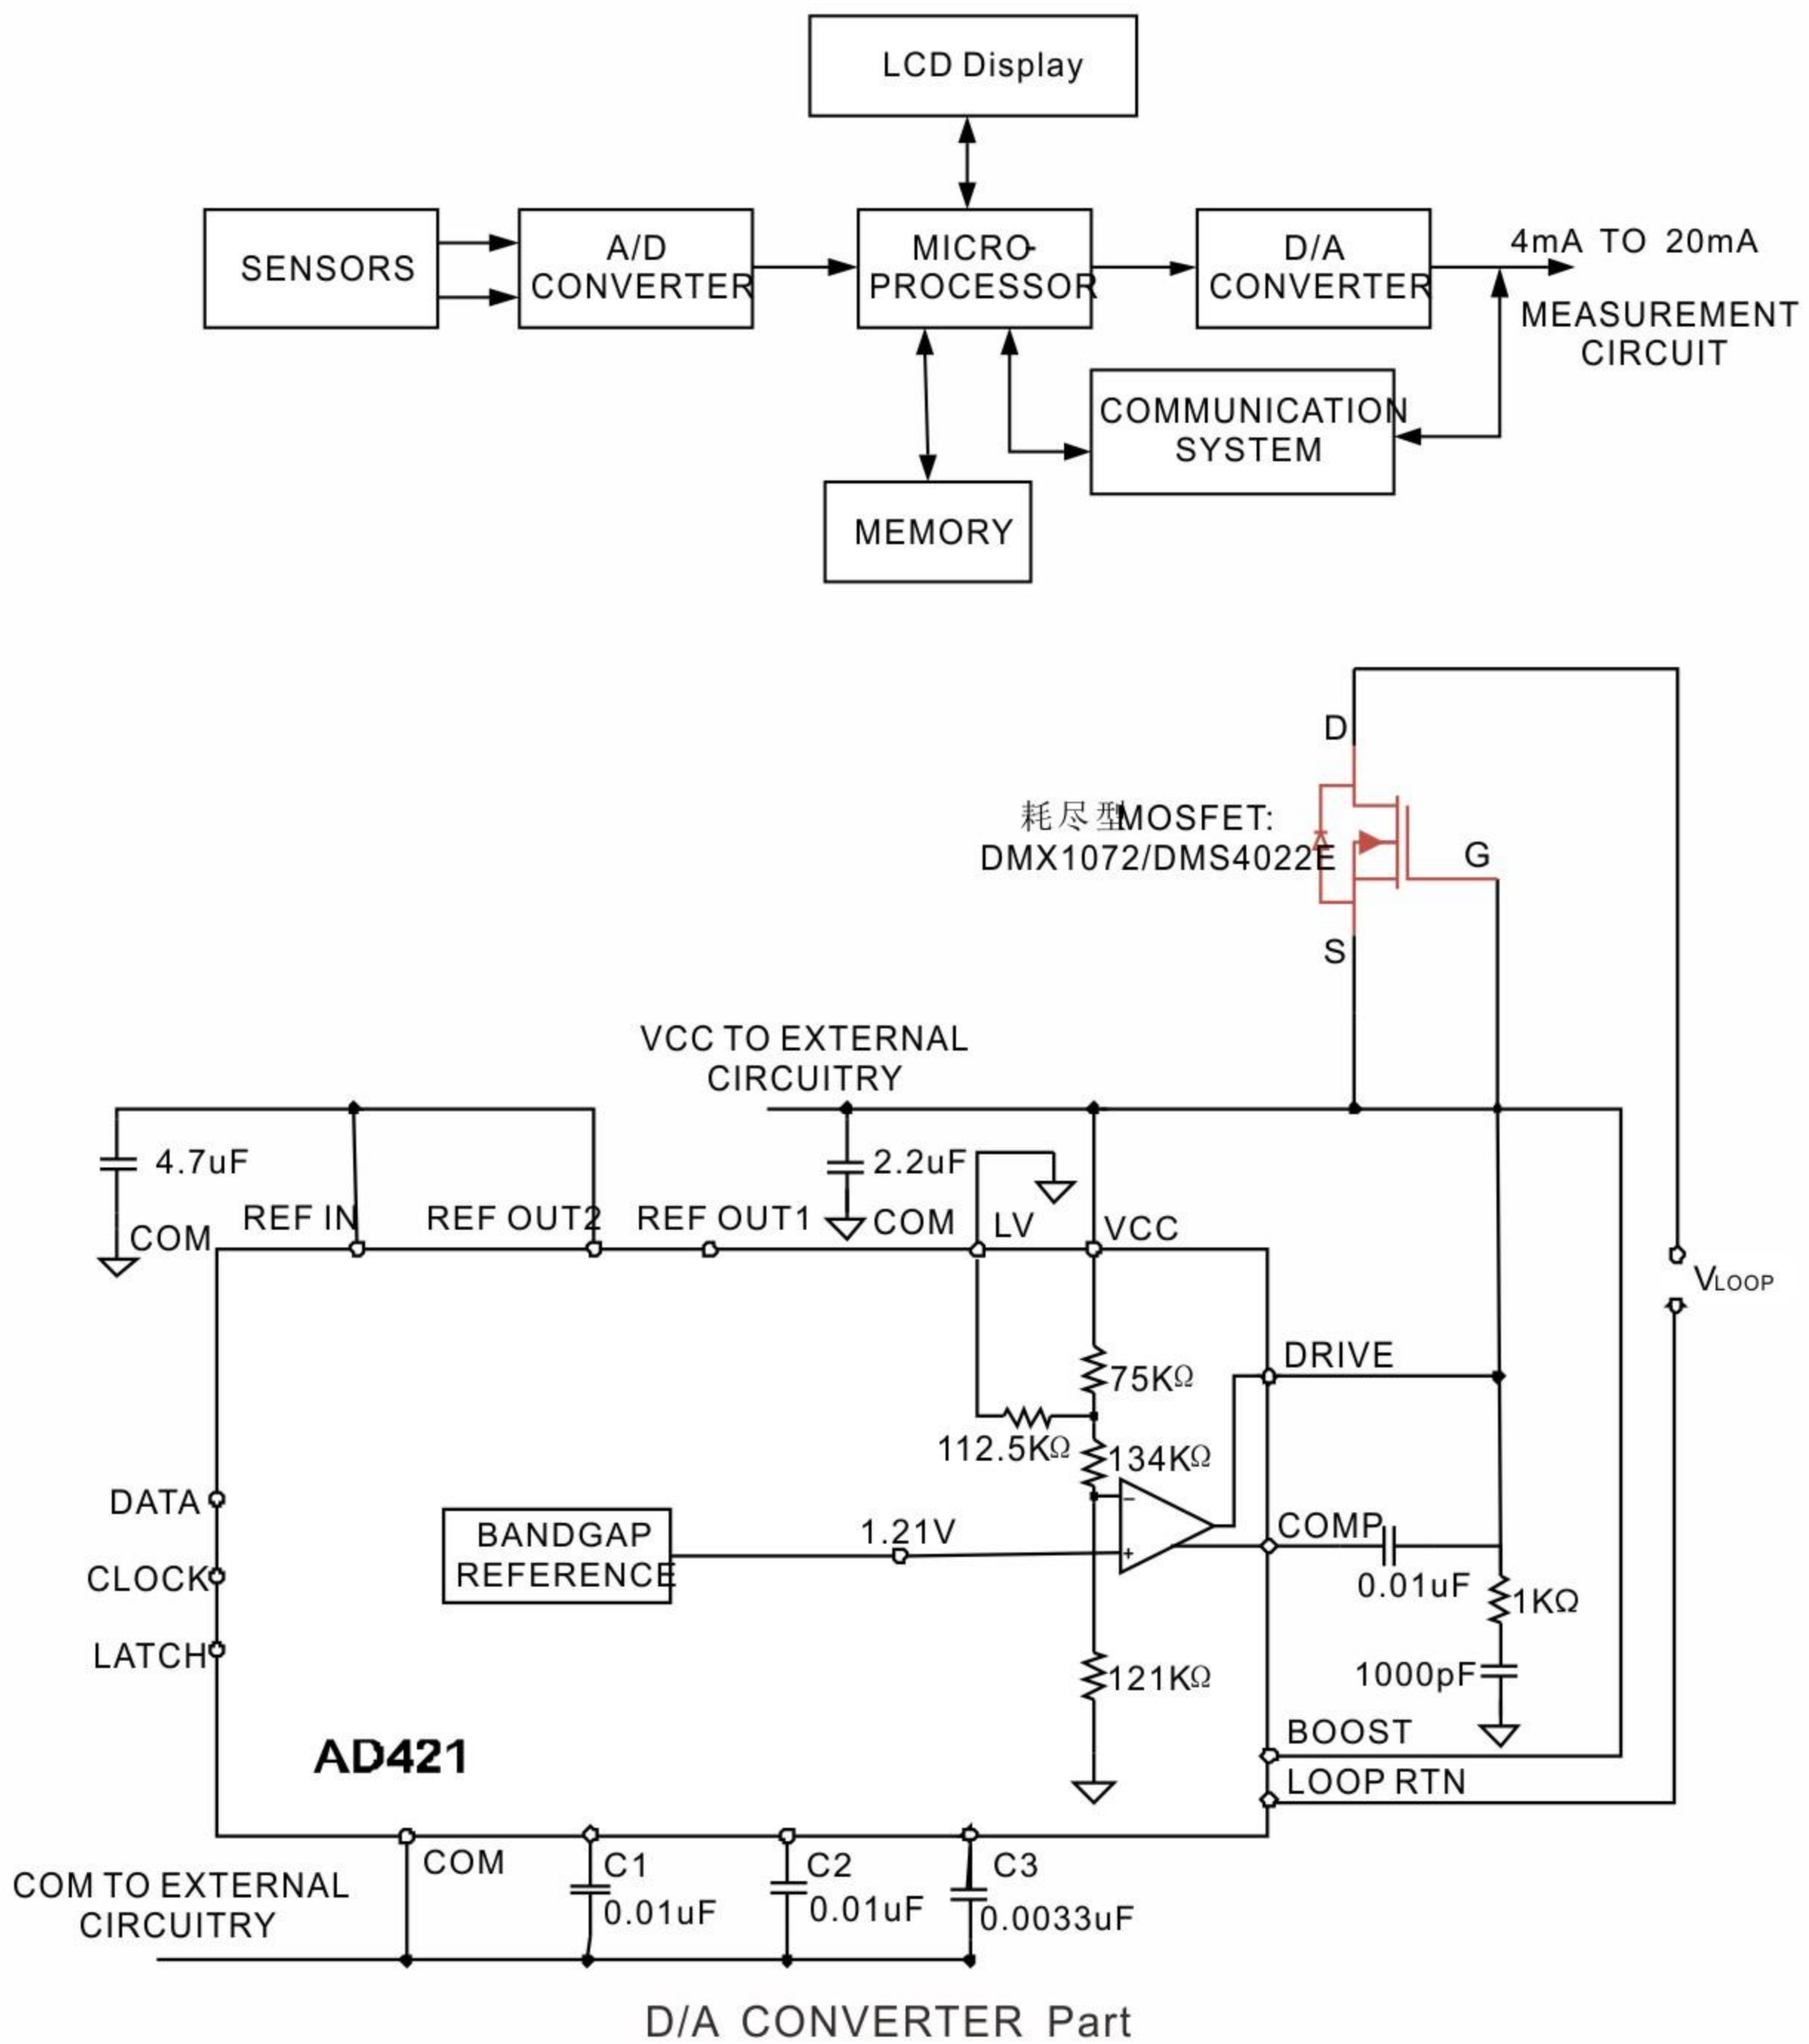 LCD Display
SENSORS
A/D
CONVERTER
MICRO-
PROCESSOR
D/A
CONVERTER
4mA TO 20mA
MEASUREMENT
CIRCUIT
COMMUNICATION
SYSTEM
MEMORY
D
耗尽型MOSFET:
DMX1072/DMS4022E
G
S
VCC TO EXTERNAL
CIRCUITRY
4.7uF
2.2uF
COM
REF IN
REF OUT2
REF OUT1
COM
LV
VCC
VLOOP
DRIVE
75KΩ
112.5KΩ
134KΩ
DATA
CLOCK
LATCH
BANDGAP
REFERENCE
1.21V
−
+
COMP
0.01uF
1KΩ
121KΩ
1000pF
AD421
BOOST
LOOP RTN
COM
C1
0.01uF
C2
0.01uF
C3
0.0033uF
COM TO EXTERNAL
CIRCUITRY
D/A CONVERTER Part